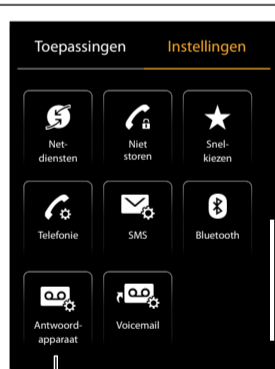 Toepassingen Instellingen
Net-
diensten
Niet
storen
Snel-
kiezen
Telefonie
SMS
Bluetooth
Antwoord-
apparaat
Voicemail